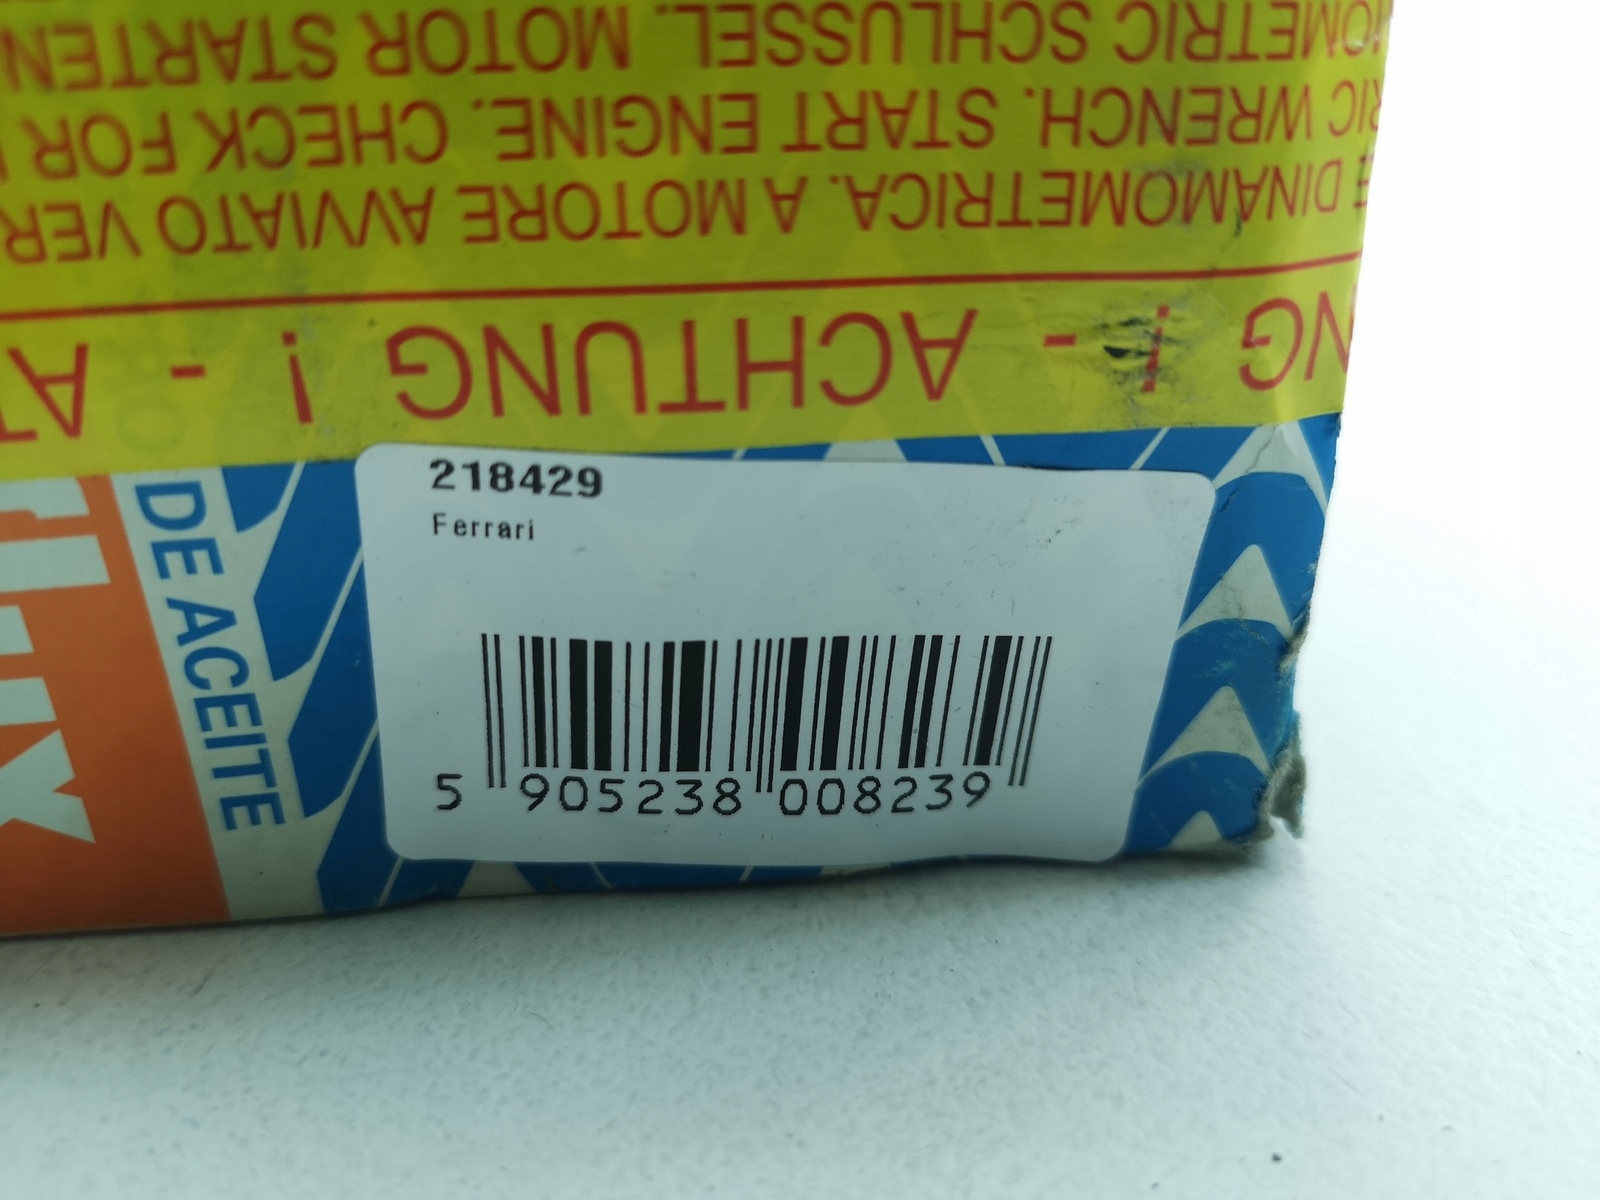 OMETRIC SCHLUSSEL. MOTOR STARTEN
RIC WRENCH. START ENGINE. CHECK FOR
DINAMOMETRICA. A MOTORE AVVIATO VER
NG ! - ACHTUNG ! - AT
DE ACEITE
218429
Ferrari
5 905238 008239